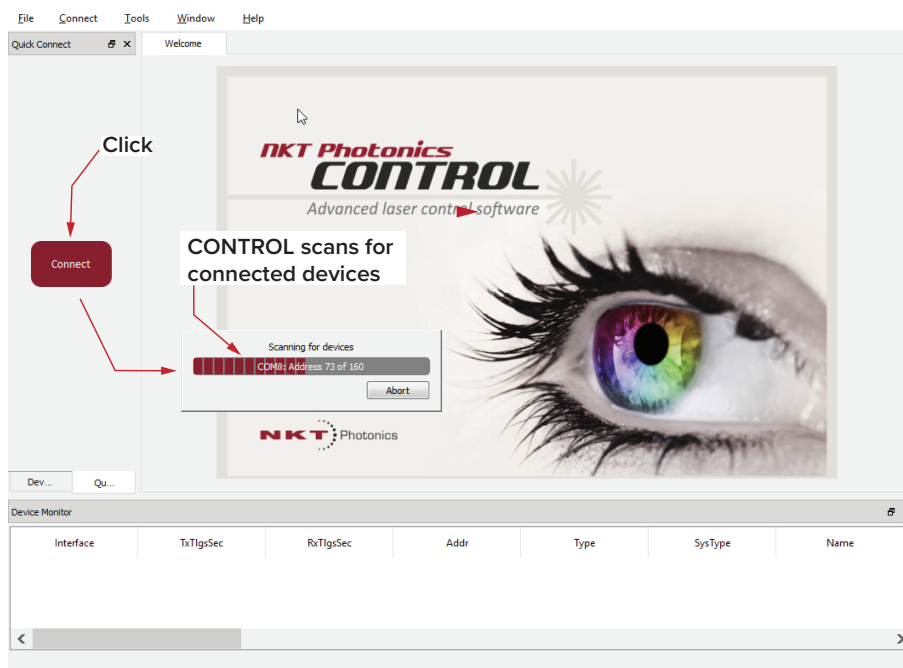 File Connect Tools Window Help
Quick Connect
Welcome
Click
NKT Photonics
CONTROL
Advanced laser control software
Connect
CONTROL scans for
connected devices
Scanning for devices
COM8: Address 73 of 160
Abort
NKT Photonics
Dev... Qu...
Device Monitor
Interface TxTlgsSec RxTlgsSec Addr Type SysType Name